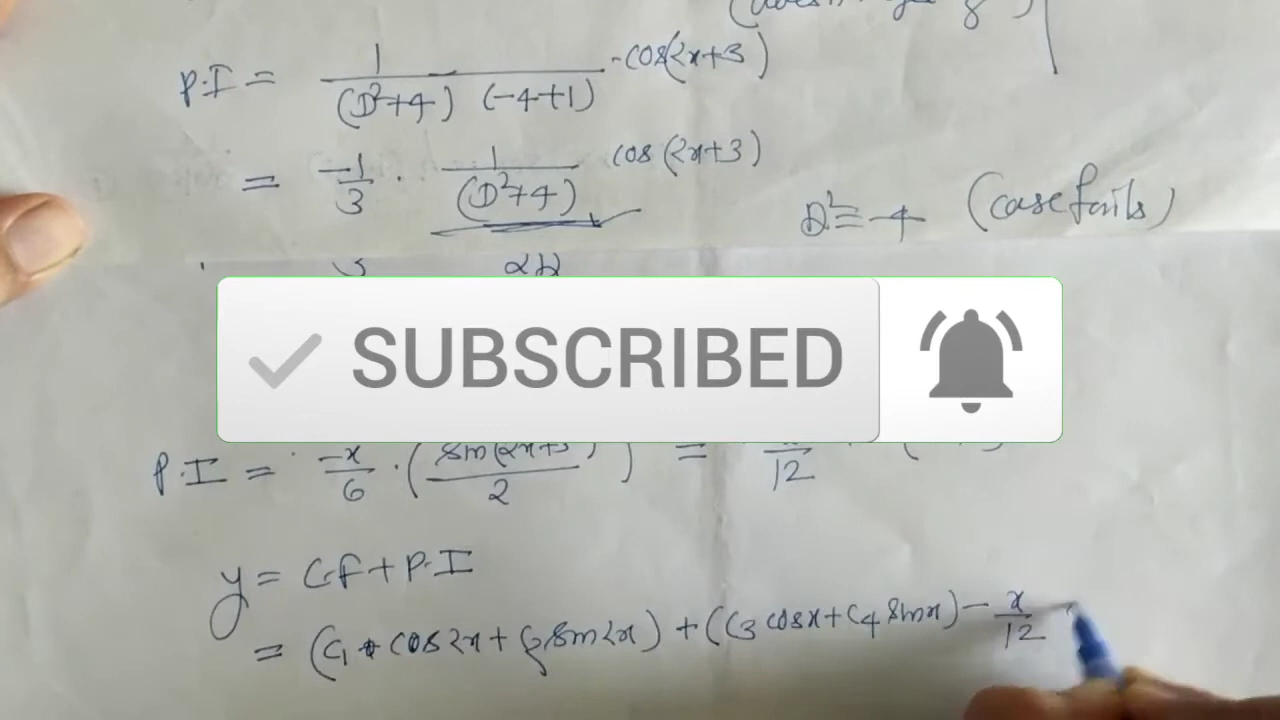 P.I = 1 / (D²+4) (-4+1) · cos(2x+3)
= -1/3 · 1 / (D²+4) cos(2x+3)
D² = -4 (case fails)
SUBSCRIBED
P.I = -x/6 · (sin(2x+3) / 2) = 12
y = C.F + P.I
= (C1 cos2x + C2 sin2x) + (C3 cosx + C4 sinx) - x/12